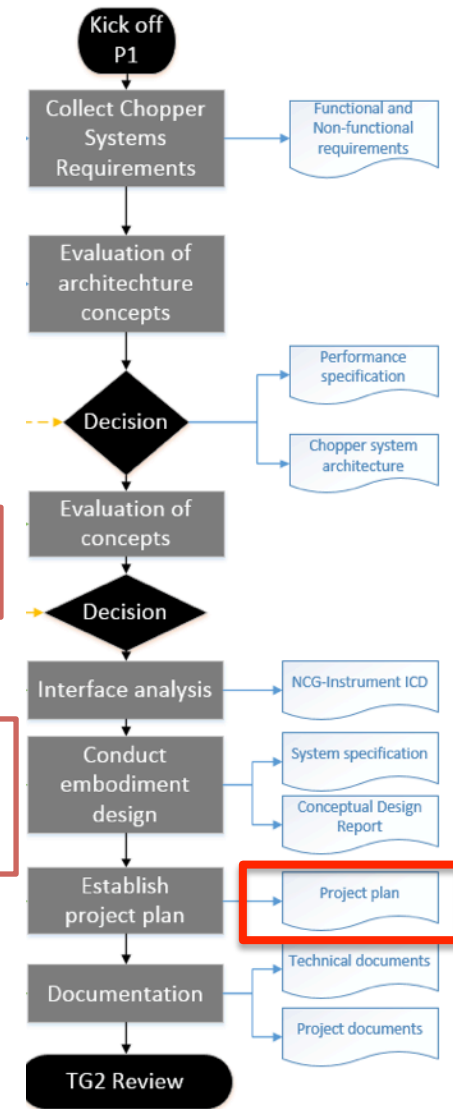 Kick off
P1
Collect Chopper
Systems
Requirements
Functional and
Non-functional
requirements
Evaluation of
architechture
concepts
Performance
specification
Decision
Chopper system
architecture
Evaluation of
concepts
Decision
Interface analysis
NCG-Instrument ICD
Conduct
embodiment
design
System specification
Conceptual Design
Report
Establish
project plan
Project plan
Documentation
Technical documents
Project documents
TG2 Review